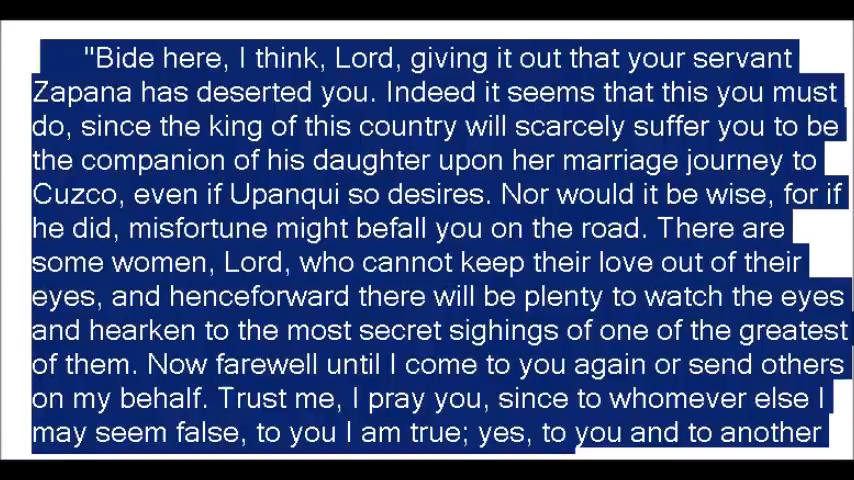 "Bide here, I think, Lord, giving it out that your servant
Zapana has deserted you. Indeed it seems that this you must
do, since the king of this country will scarcely suffer you to be
the companion of his daughter upon her marriage journey to
Cuzco, even if Upanqui so desires. Nor would it be wise, for if
he did, misfortune might befall you on the road. There are
some women, Lord, who cannot keep their love out of their
eyes, and henceforward there will be plenty to watch the eyes
and hearken to the most secret sighings of one of the greatest
of them. Now farewell until I come to you again or send others
on my behalf. Trust me, I pray you, since to whomever else I
may seem false, to you I am true; yes, to you and to another